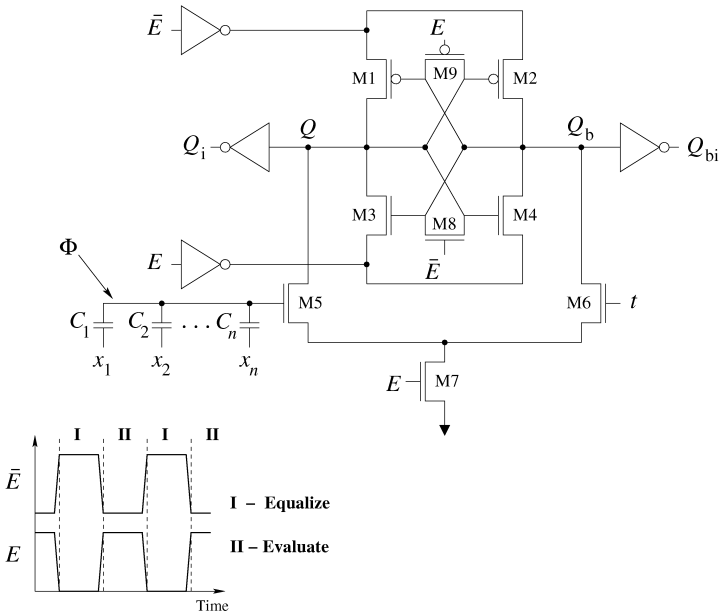 Ē
E
M1
M9
M2
Qi
Q
Qb
Qbi
M3
M8
M4
Ē
E
Φ
M5
M6
t
C1
C2
...
Cn
x1
x2
xn
E
M7
I
II
I
II
Ē
I – Equalize
E
II – Evaluate
Time